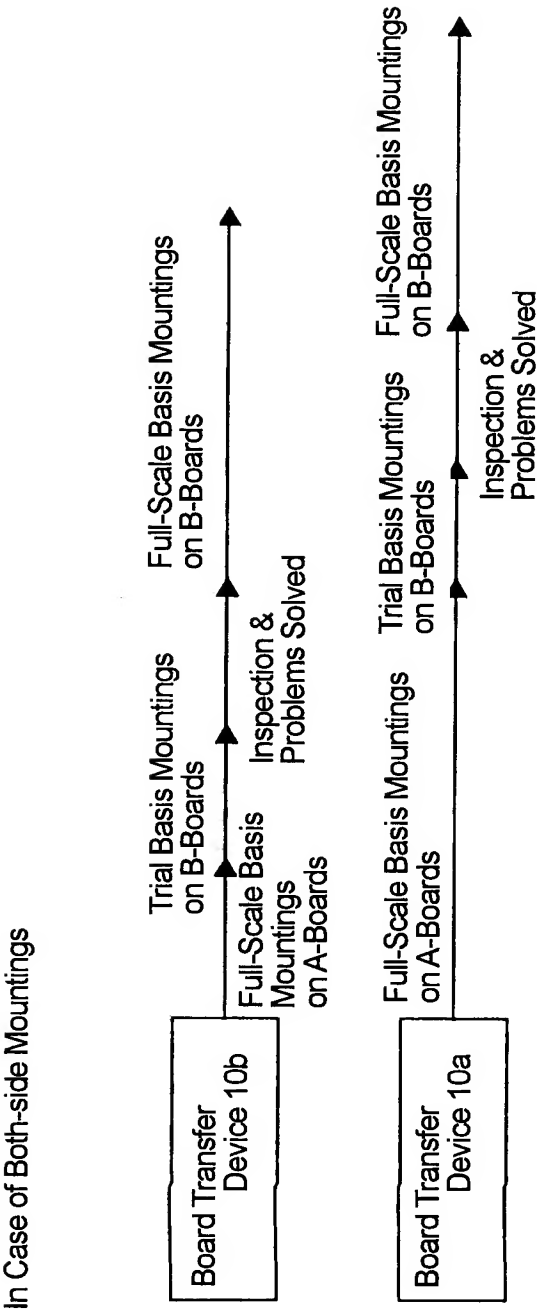 In Case of Both-side Mountings
Board Transfer
Device 10b
Full-Scale Basis
Mountings
on A-Boards
Trial Basis Mountings
on B-Boards
Inspection &
Problems Solved
Full-Scale Basis Mountings
on B-Boards
Board Transfer
Device 10a
Full-Scale Basis Mountings
on A-Boards
Trial Basis Mountings
on B-Boards
Inspection &
Problems Solved
Full-Scale Basis Mountings
on B-Boards